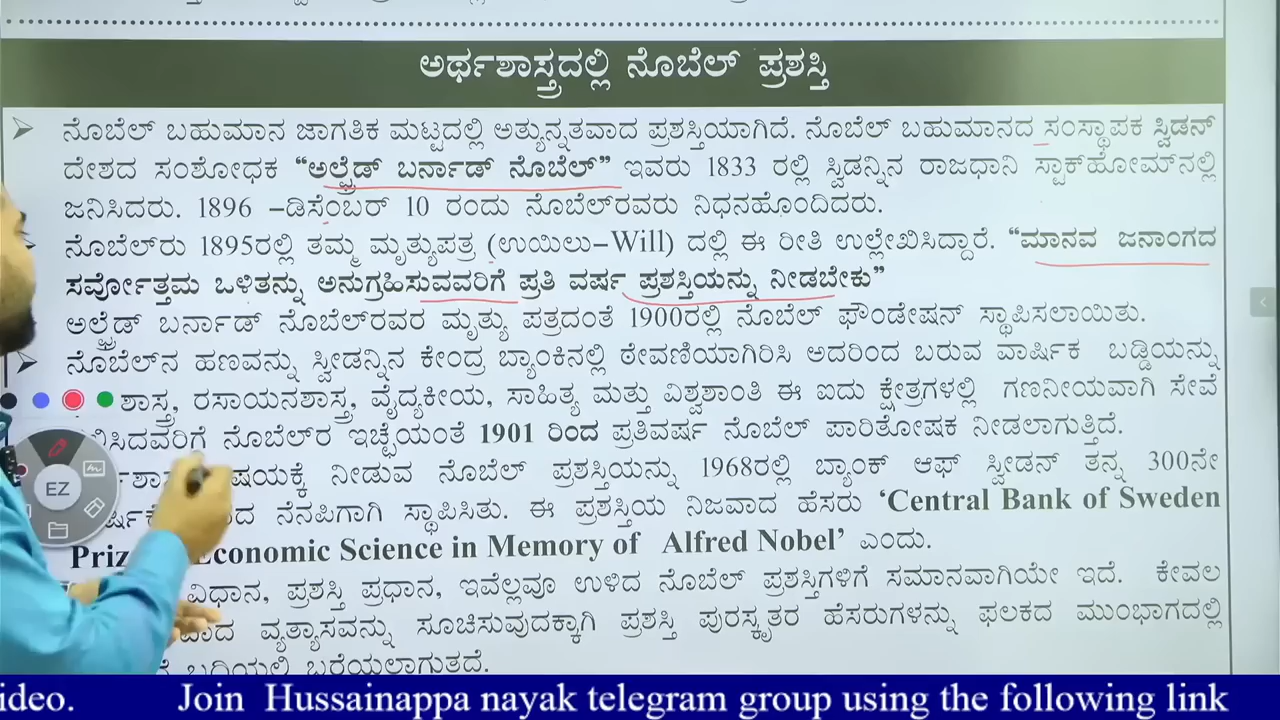 ಅರ್ಥಶಾಸ್ತ್ರದಲ್ಲಿ ನೊಬೆಲ್ ಪ್ರಶಸ್ತಿ
ನೊಬೆಲ್ ಬಹುಮಾನ ಜಾಗತಿಕ ಮಟ್ಟದಲ್ಲಿ ಅತ್ಯುನ್ನತವಾದ ಪ್ರಶಸ್ತಿಯಾಗಿದೆ. ನೊಬೆಲ್ ಬಹುಮಾನದ ಸಂಸ್ಥಾಪಕ ಸ್ವಿಡನ್
ದೇಶದ ಸಂಶೋಧಕ “ಅಲ್ಫ್ರೆಡ್ ಬರ್ನಾಡ್ ನೊಬೆಲ್” ಇವರು 1833 ರಲ್ಲಿ ಸ್ವಿಡನ್ನಿನ ರಾಜಧಾನಿ ಸ್ಟಾಕ್‌ಹೋಮ್‌ನಲ್ಲಿ
ಜನಿಸಿದರು. 1896 –ಡಿಸೆಂಬರ್ 10 ರಂದು ನೊಬೆಲ್‌ರವರು ನಿಧನಹೊಂದಿದರು.
ನೊಬೆಲ್‌ರು 1895ರಲ್ಲಿ ತಮ್ಮ ಮೃತ್ಯುಪತ್ರ (ಉಯಿಲು–Will) ದಲ್ಲಿ ಈ ರೀತಿ ಉಲ್ಲೇಖಿಸಿದ್ದಾರೆ. “ಮಾನವ ಜನಾಂಗದ
ಸರ್ವೋತ್ತಮ ಒಳಿತನ್ನು ಅನುಗ್ರಹಿಸುವವರಿಗೆ ಪ್ರತಿ ವರ್ಷ ಪ್ರಶಸ್ತಿಯನ್ನು ನೀಡಬೇಕು”
ಅಲ್ಫ್ರೆಡ್ ಬರ್ನಾಡ್ ನೊಬೆಲ್‌ರವರ ಮೃತ್ಯು ಪತ್ರದಂತೆ 1900ರಲ್ಲಿ ನೊಬೆಲ್ ಫೌಂಡೇಷನ್ ಸ್ಥಾಪಿಸಲಾಯಿತು.
ನೊಬೆಲ್‌ನ ಹಣವನ್ನು ಸ್ವೀಡನ್ನಿನ ಕೇಂದ್ರ ಬ್ಯಾಂಕಿನಲ್ಲಿ ಠೇವಣಿಯಾಗಿರಿಸಿ ಅದರಿಂದ ಬರುವ ವಾರ್ಷಿಕ ಬಡ್ಡಿಯನ್ನು
ಶಾಸ್ತ್ರ, ರಸಾಯನಶಾಸ್ತ್ರ, ವೈದ್ಯಕೀಯ, ಸಾಹಿತ್ಯ ಮತ್ತು ವಿಶ್ವಶಾಂತಿ ಈ ಐದು ಕ್ಷೇತ್ರಗಳಲ್ಲಿ ಗಣನೀಯವಾಗಿ ಸೇವೆ
ನೊಬೆಲ್‌ರ ಇಚ್ಛೆಯಂತೆ 1901 ರಿಂದ ಪ್ರತಿವರ್ಷ ನೊಬೆಲ್ ಪಾರಿತೋಷಕ ನೀಡಲಾಗುತ್ತಿದೆ.
ನೀಡುವ ನೊಬೆಲ್ ಪ್ರಶಸ್ತಿಯನ್ನು 1968ರಲ್ಲಿ ಬ್ಯಾಂಕ್ ಆಫ್ ಸ್ವೀಡನ್ ತನ್ನ 300ನೇ
ನೆನಪಿಗಾಗಿ ಸ್ಥಾಪಿಸಿತು. ಈ ಪ್ರಶಸ್ತಿಯ ನಿಜವಾದ ಹೆಸರು ‘Central Bank of Sweden
Economic Science in Memory of Alfred Nobel’ ಎಂದು.
ವಿಧಾನ, ಪ್ರಶಸ್ತಿ ಪ್ರಧಾನ, ಇವೆಲ್ಲವೂ ಉಳಿದ ನೊಬೆಲ್ ಪ್ರಶಸ್ತಿಗಳಿಗೆ ಸಮಾನವಾಗಿಯೇ ಇದೆ. ಕೇವಲ
ವ್ಯತ್ಯಾಸವನ್ನು ಸೂಚಿಸುವುದಕ್ಕಾಗಿ ಪ್ರಶಸ್ತಿ ಪುರಸ್ಕೃತರ ಹೆಸರುಗಳನ್ನು ಫಲಕದ ಮುಂಭಾಗದಲ್ಲಿ
ಬದಿಯಲ್ಲಿ ಬರೆಯಲಾಗುತ್ತದೆ.
EZ
ideo. Join Hussainappa nayak telegram group using the following link